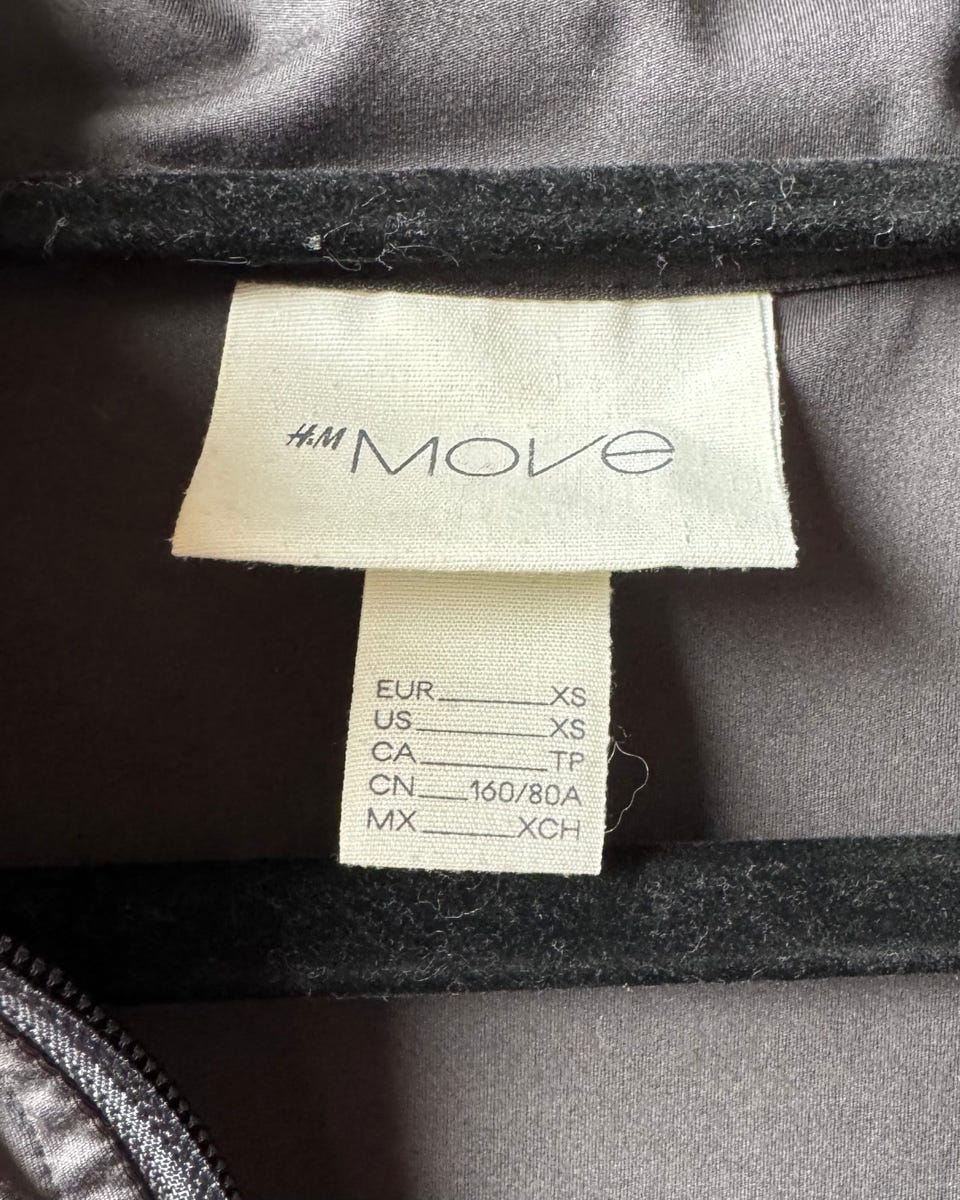 H&M MOVE
EUR XS
US XS
CA TP
CN 160/80A
MX XCH